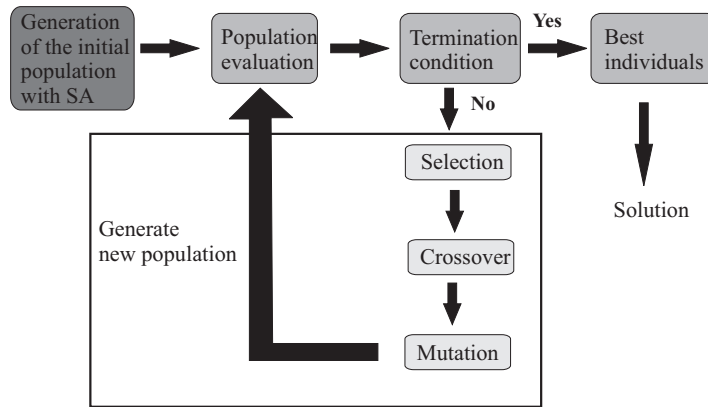 Generation
of the initial
population
with SA
Population
evaluation
Termination
condition
Yes
Best
individuals
No
Selection
Solution
Generate
new population
Crossover
Mutation